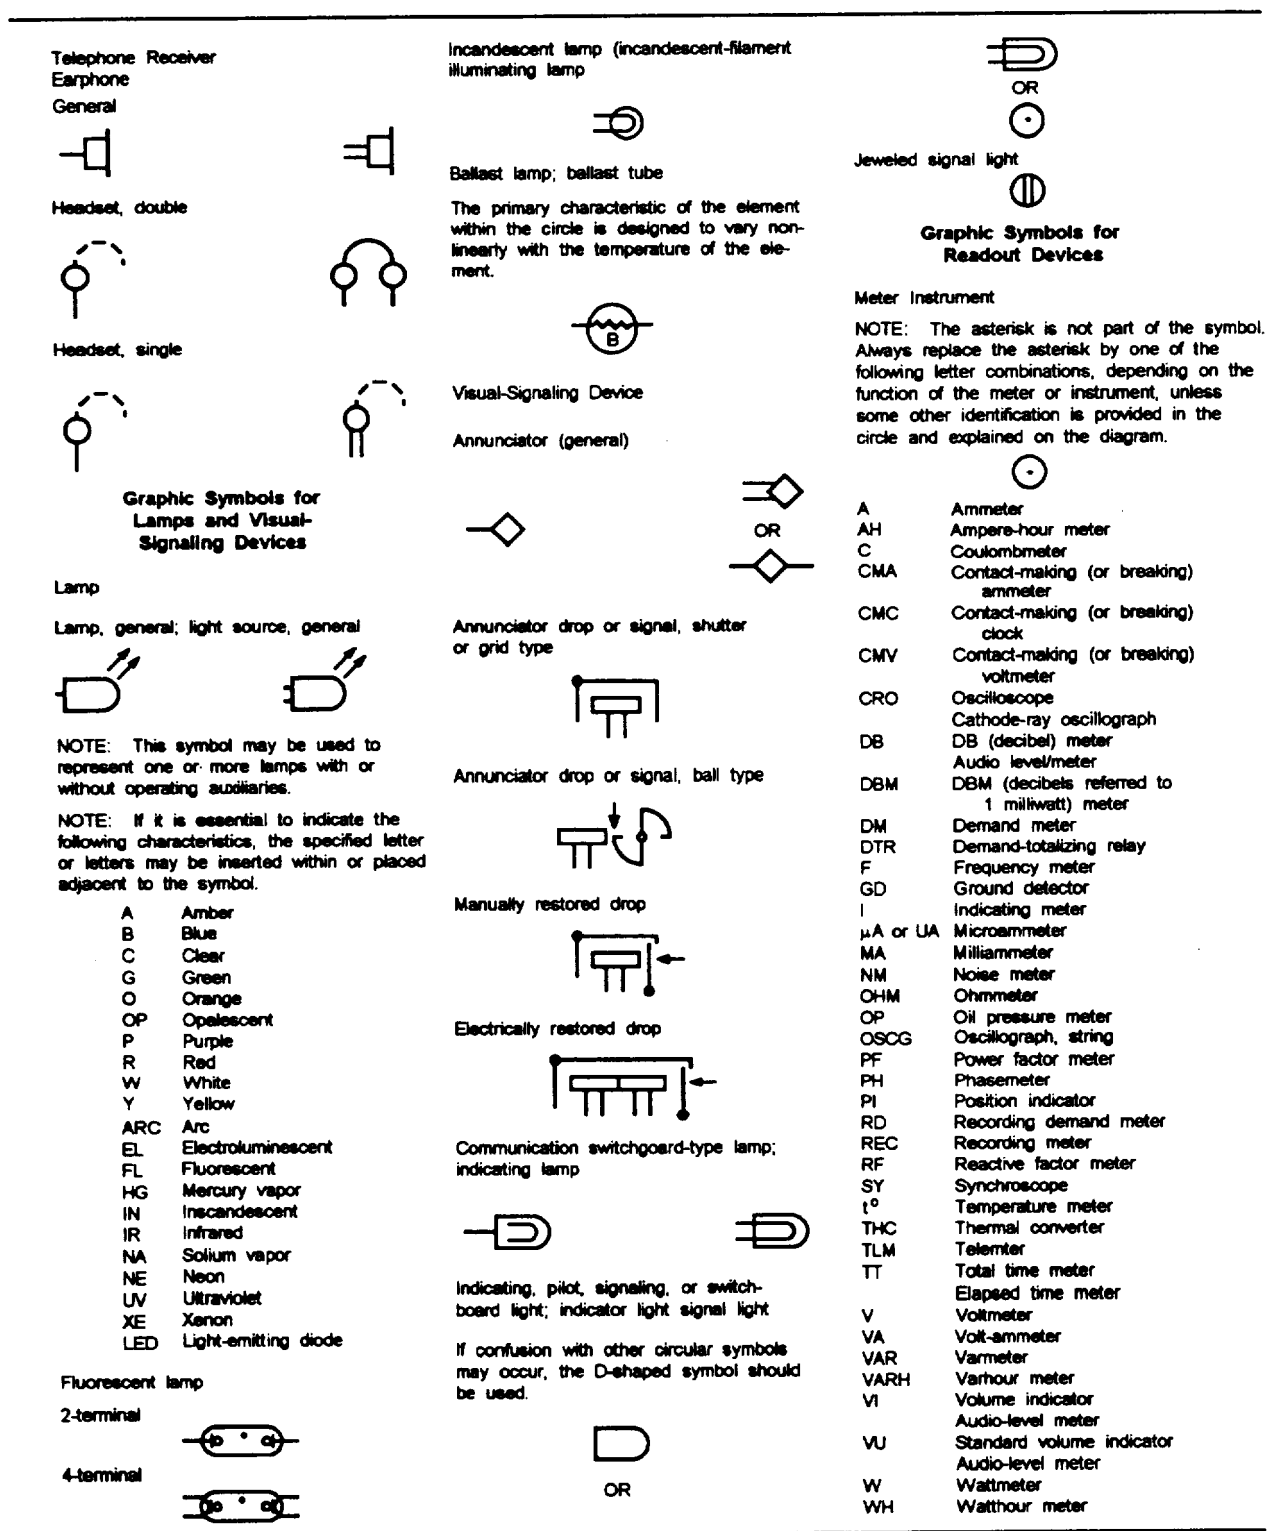 Telephone Receiver
Earphone
General
Headset, double
Headset, single
Graphic Symbols for
Lamps and Visual-
Signaling Devices
Lamp
Lamp, general; light source, general
NOTE: This symbol may be used to
represent one or more lamps with or
without operating auxiliaries.
NOTE: If it is essential to indicate the
following characteristics, the specified letter
or letters may be inserted within or placed
adjacent to the symbol.
A Amber
B Blue
C Clear
G Green
O Orange
OP Opalescent
P Purple
R Red
W White
Y Yellow
ARC Arc
EL Electroluminescent
FL Fluorescent
HG Mercury vapor
IN Inscandescent
IR Infrared
NA Solium vapor
NE Neon
UV Ultraviolet
XE Xenon
LED Light-emitting diode
Fluorescent lamp
2-terminal
4-terminal
Incandescent lamp (incandescent-filament
illuminating lamp
Ballast lamp; ballast tube
The primary characteristic of the element
within the circle is designed to vary non-
linearly with the temperature of the ele-
ment.
B
Visual-Signaling Device
Annunciator (general)
OR
Annunciator drop or signal, shutter
or grid type
Annunciator drop or signal, ball type
Manually restored drop
Electrically restored drop
Communication switchgoard-type lamp;
indicating lamp
Indicating, pilot, signaling, or switch-
board light; indicator light signal light
If confusion with other circular symbols
may occur, the D-shaped symbol should
be used.
OR
OR
Jeweled signal light
Graphic Symbols for
Readout Devices
Meter Instrument
NOTE: The asterisk is not part of the symbol.
Always replace the asterisk by one of the
following letter combinations, depending on the
function of the meter or instrument, unless
some other identification is provided in the
circle and explained on the diagram.
A Ammeter
AH Ampere-hour meter
C Coulombmeter
CMA Contact-making (or breaking)
ammeter
CMC Contact-making (or breaking)
clock
CMV Contact-making (or breaking)
voltmeter
CRO Oscilloscope
Cathode-ray oscillograph
DB DB (decibel) meter
Audio level/meter
DBM DBM (decibels referred to
1 milliwatt) meter
DM Demand meter
DTR Demand-totalizing relay
F Frequency meter
GD Ground detector
I Indicating meter
μA or UA Microammeter
MA Milliammeter
NM Noise meter
OHM Ohmmeter
OP Oil pressure meter
OSCG Oscillograph, string
PF Power factor meter
PH Phasemeter
PI Position indicator
RD Recording demand meter
REC Recording meter
RF Reactive factor meter
SY Synchroscope
t° Temperature meter
THC Thermal converter
TLM Telemter
TT Total time meter
Elapsed time meter
V Voltmeter
VA Volt-ammeter
VAR Varmeter
VARH Varhour meter
VI Volume indicator
Audio-level meter
VU Standard volume indicator
Audio-level meter
W Wattmeter
WH Watthour meter